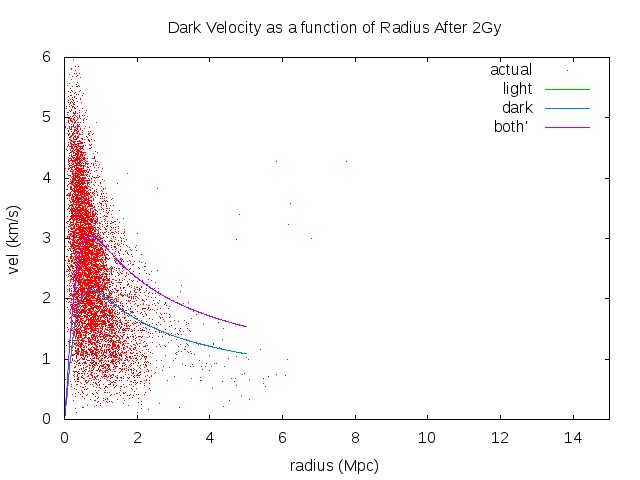 Dark Velocity as a function of Radius After 2Gy
6
5
4
3
2
1
0
vel (km/s)
actual
light
dark
both'
0 2 4 6 8 10 12 14
radius (Mpc)